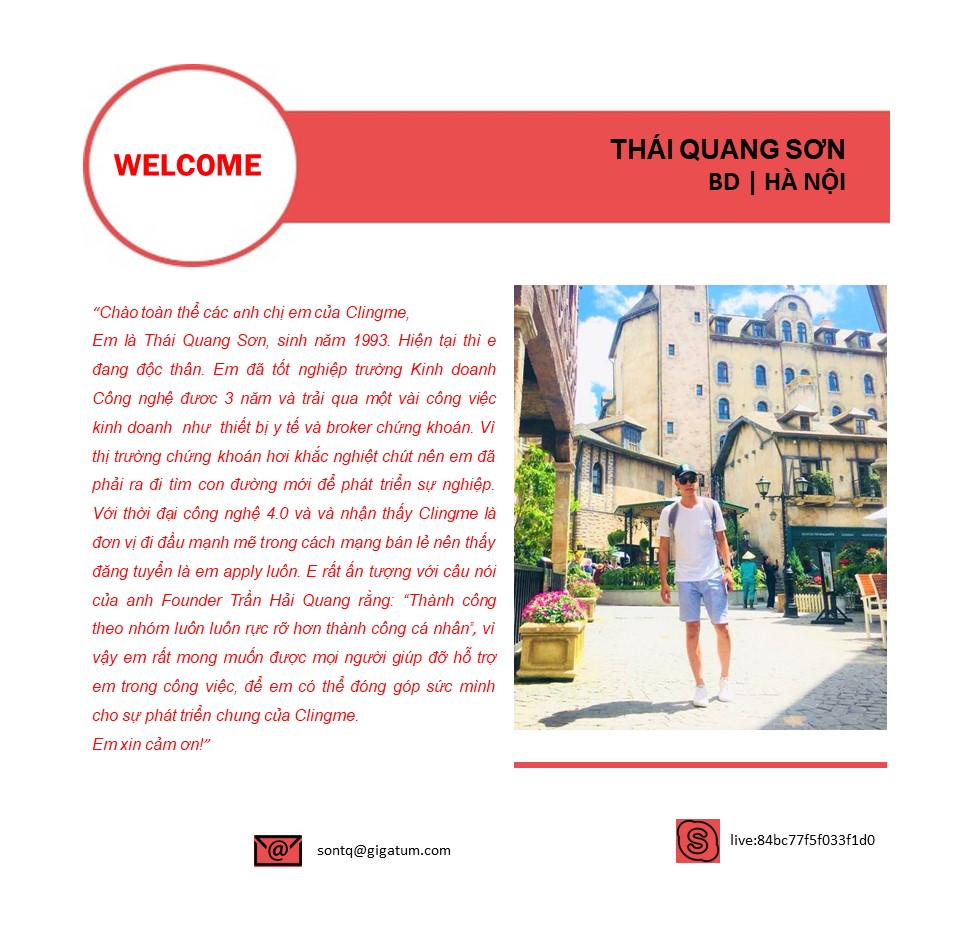 WELCOME
THÁI QUANG SƠN
BD | HÀ NỘI
“Chào toàn thể các anh chị em của Clingme,
Em là Thái Quang Sơn, sinh năm 1993. Hiện tại thì e
đang độc thân. Em đã tốt nghiệp trường Kinh doanh
Công nghệ đươc 3 năm và trải qua một vài công việc
kinh doanh như thiết bị y tế và broker chứng khoán. Vì
thị trường chứng khoán hơi khắc nghiệt chút nên em đã
phải ra đi tìm con đường mới để phát triển sự nghiệp.
Với thời đại công nghệ 4.0 và và nhận thấy Clingme là
đơn vị đi đầu mạnh mẽ trong cách mạng bán lẻ nên thấy
đăng tuyển là em apply luôn. E rất ấn tượng với câu nói
của anh Founder Trần Hải Quang rằng: “Thành công
theo nhóm luôn luôn rực rỡ hơn thành công cá nhân”, vì
vậy em rất mong muốn được mọi người giúp đỡ hỗ trợ
em trong công việc, để em có thể đóng góp sức mình
cho sự phát triển chung của Clingme.
Em xin cảm ơn!”
sontq@gigatum.com
live:84bc77f5f033f1d0